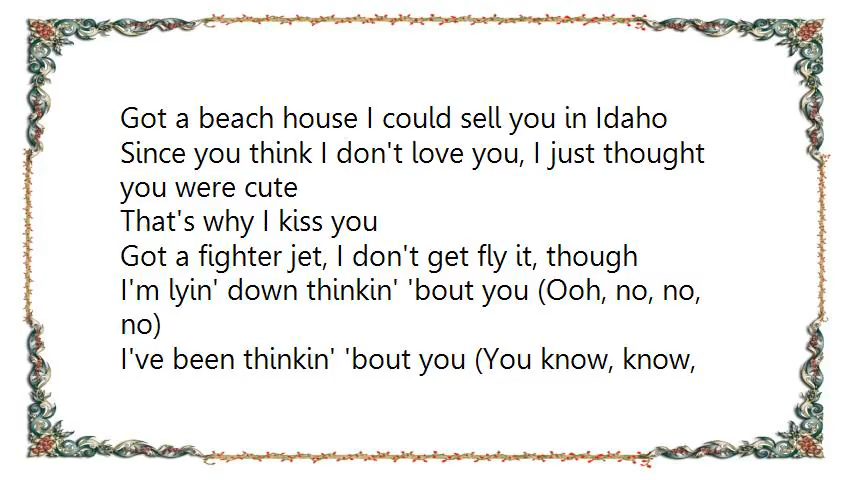 Got a beach house I could sell you in Idaho
Since you think I don't love you, I just thought
you were cute
That's why I kiss you
Got a fighter jet, I don't get fly it, though
I'm lyin' down thinkin' 'bout you (Ooh, no, no,
no)
I've been thinkin' 'bout you (You know, know,